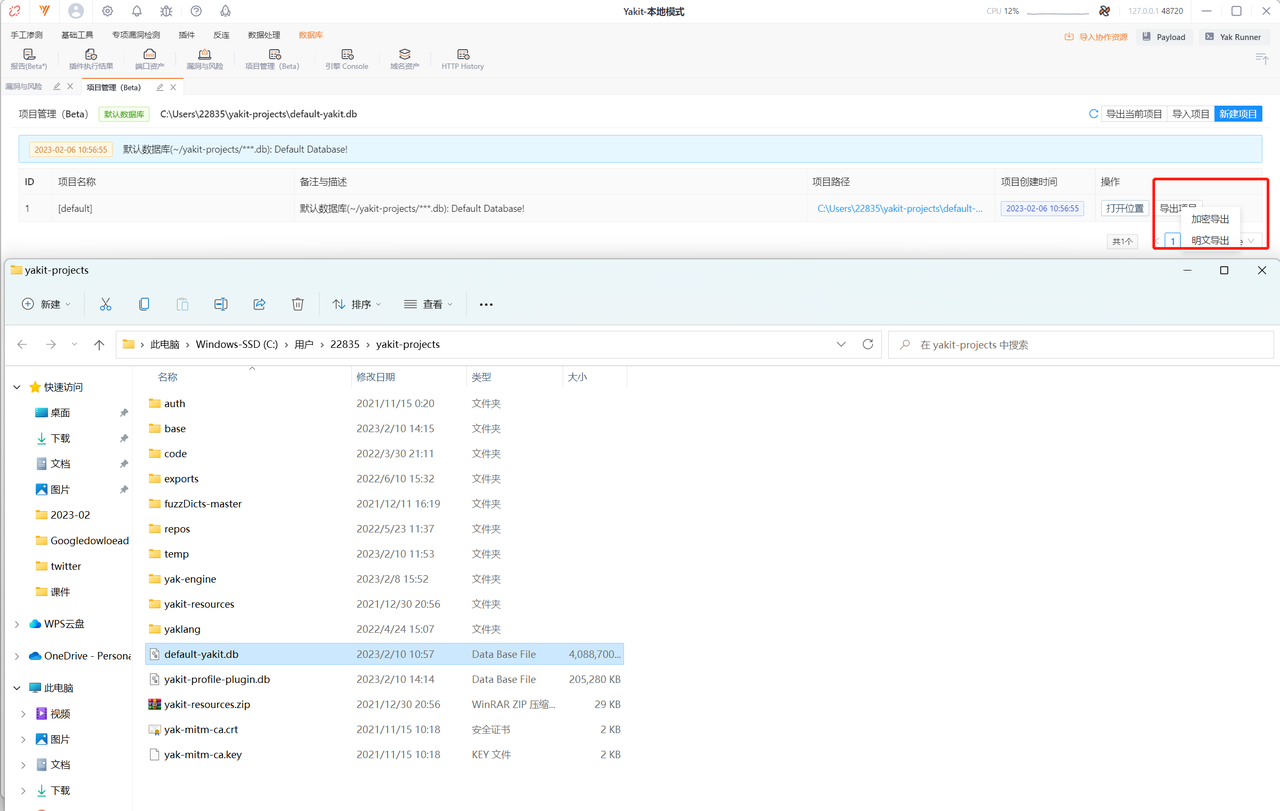 Yakit-本地模式
CPU 12%
127.0.0.1 48720
手工渗测 基础工具 专项漏洞检测 插件 反连 数据处理 数据库
导入协作资源 Payload Yak Runner
报告(Beta*) 插件执行结果 端口资产 漏洞与风险 项目管理（Beta） 引擎 Console 域名资产 HTTP History
漏洞与风险 项目管理（Beta）
项目管理（Beta） 默认数据库 C:\Users\22835\yakit-projects\default-yakit.db
导出当前项目 导入项目 新建项目
2023-02-06 10:56:55 默认数据库(~/yakit-projects/***.db): Default Database!
ID 项目名称 备注与描述 项目路径 项目创建时间 操作
1 [default] 默认数据库(~/yakit-projects/***.db): Default Database! C:\Users\22835\yakit-projects\default-... 2023-02-06 10:56:55 打开位置 导出项目
加密导出
共1个 1 明文导出
yakit-projects
新建 排序 查看
此电脑 › Windows-SSD (C:) › 用户 › 22835 › yakit-projects
在 yakit-projects 中搜索
名称 修改日期 类型 大小
快速访问
桌面
下载
文档
图片
2023-02
Googledowloead
twitter
课件
WPS云盘
OneDrive - Persona
此电脑
视频
图片
文档
下载
auth 2021/11/15 0:20 文件夹
base 2023/2/10 14:15 文件夹
code 2022/3/30 21:11 文件夹
exports 2022/6/10 15:32 文件夹
fuzzDicts-master 2021/12/11 16:19 文件夹
repos 2022/5/23 11:37 文件夹
temp 2023/2/10 11:53 文件夹
yak-engine 2023/2/8 15:52 文件夹
yakit-resources 2021/12/30 20:56 文件夹
yaklang 2022/4/24 15:07 文件夹
default-yakit.db 2023/2/10 10:57 Data Base File 4,088,700...
yakit-profile-plugin.db 2023/2/10 14:14 Data Base File 205,280 KB
yakit-resources.zip 2021/12/30 20:56 WinRAR ZIP 压缩... 29 KB
yak-mitm-ca.crt 2021/11/15 10:18 安全证书 2 KB
yak-mitm-ca.key 2021/11/15 10:18 KEY 文件 2 KB